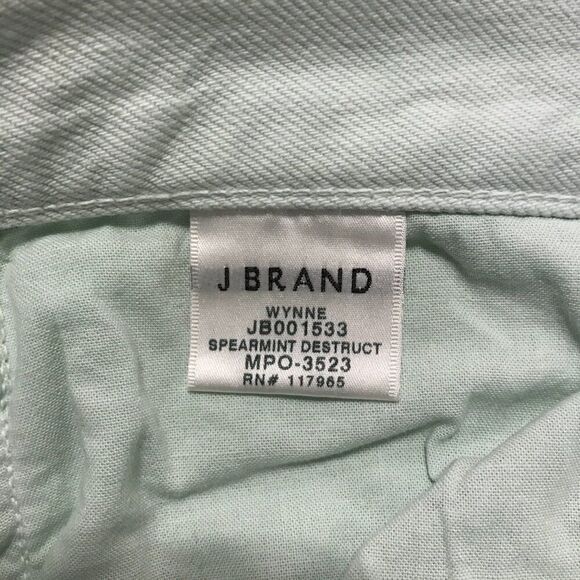 J BRAND
WYNNE
JB001533
SPEARMINT DESTRUCT
MPO-3523
RN# 117965